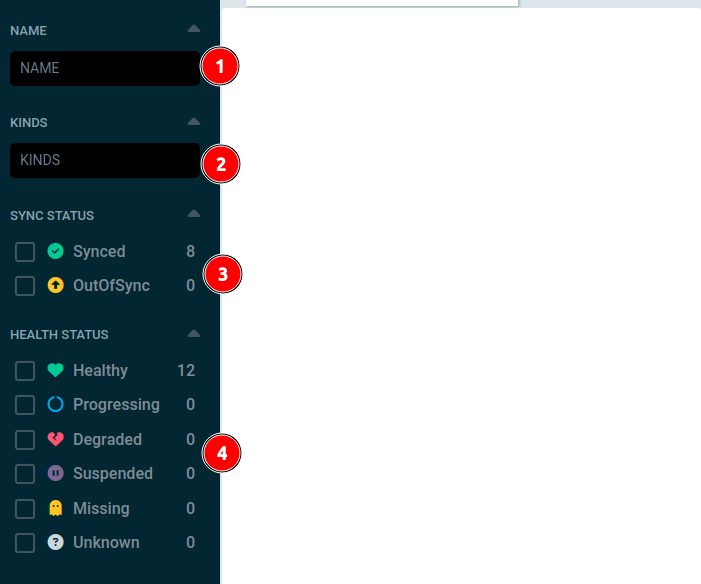 NAME
NAME
1
KINDS
KINDS
2
SYNC STATUS
Synced 8
3
OutOfSync 0
HEALTH STATUS
Healthy 12
Progressing 0
Degraded 0
4
Suspended 0
Missing 0
? Unknown 0